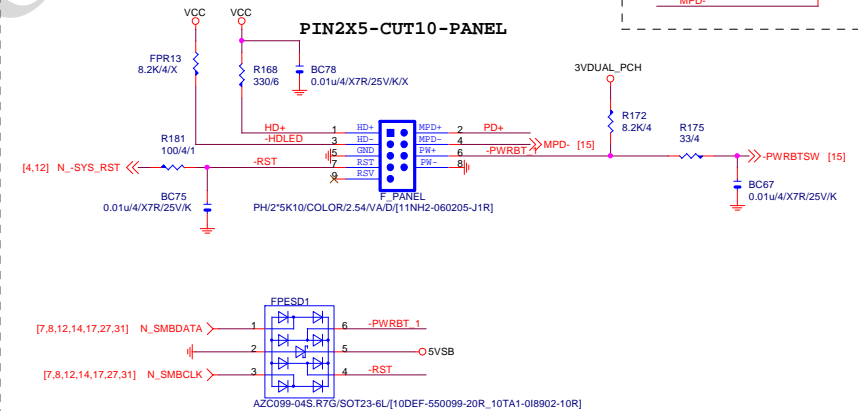 MPD-
VCC VCC
PIN2X5-CUT10-PANEL
FPR13
8.2K/4/X
R168
330/6
BC78
0.01u/4/X7R/25V/K/X
3VDUAL_PCH
R172
8.2K/4
R175
33/4
HD+ 1 HD+ MPD+ 2 PD+
-HDLED 3 HD- MPD- 4 MPD- [15]
5 GND PW+ 6 -PWRBT_1
-RST 7 RST PW- 8
9 RSV
R181
100/4/1
[4,12] N_-SYS_RST
-PWRBTSW [15]
BC75
0.01u/4/X7R/25V/K
BC67
0.01u/4/X7R/25V/K
F_PANEL
PH/2*5K10/COLOR/2.54/VA/D/[11NH2-060205-J1R]
FPESD1
[7,8,12,14,17,27,31] N_SMBDATA 1 6 -PWRBT_1
2 5 5VSB
[7,8,12,14,17,27,31] N_SMBCLK 3 4 -RST
AZC099-04S.R7G/SOT23-6L/[10DEF-550099-20R_10TA1-0I8902-10R]